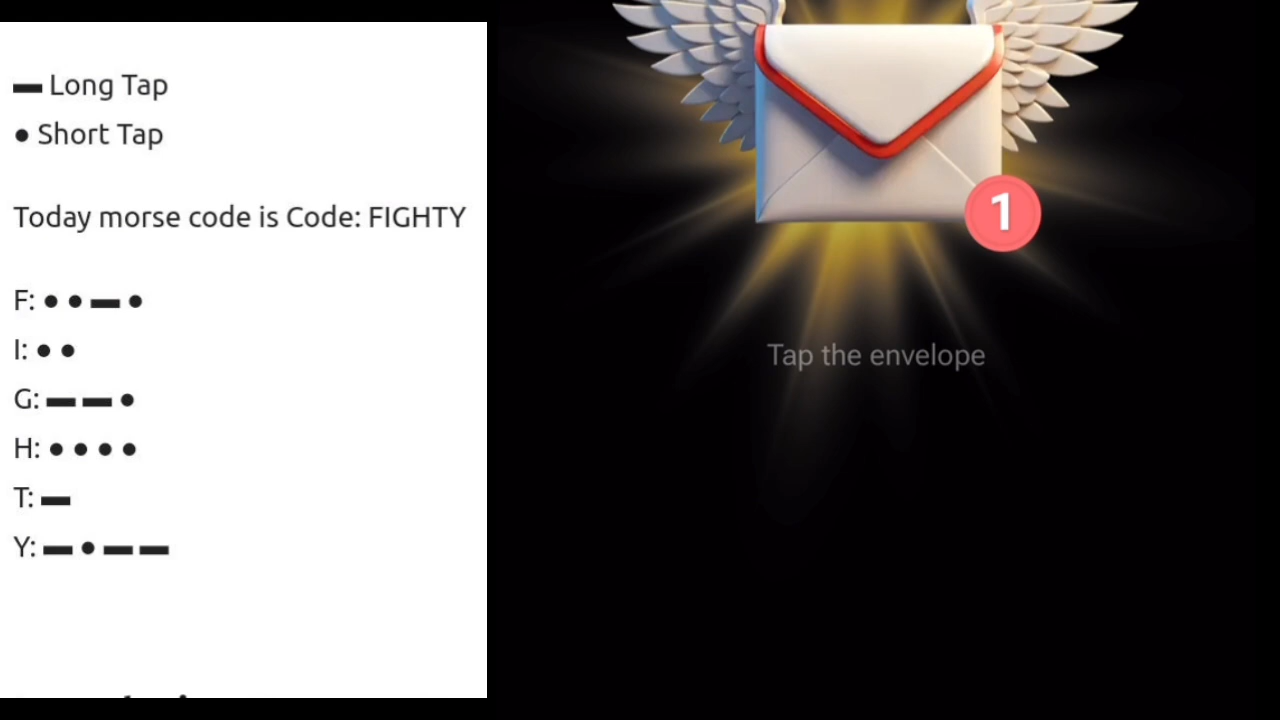 ▬ Long Tap
● Short Tap
Today morse code is Code: FIGHTY
F: ● ● ▬ ●
I: ● ●
G: ▬ ▬ ●
H: ● ● ● ●
T: ▬
Y: ▬ ● ▬ ▬
1
Tap the envelope